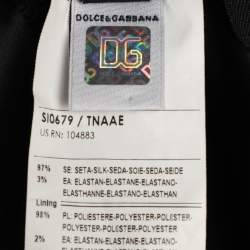 DOLCE&GABBANA
DG
SI0679 / TNAAE
US RN: 104883
97% SE: SETA-SILK-SEDA-SOIE-SEDA-SEIDE
3% EA: ELASTAN-ELASTANE-ELASTANO-
ELASTHANNE-ELASTANO-ELASTHAN
Lining
98% PL: POLIESTERE-POLYESTER-POLIESTER-
POLYESTER-POLIESTER-POLYESTER
2% EA: ELASTAN-ELASTANE-ELASTANO-